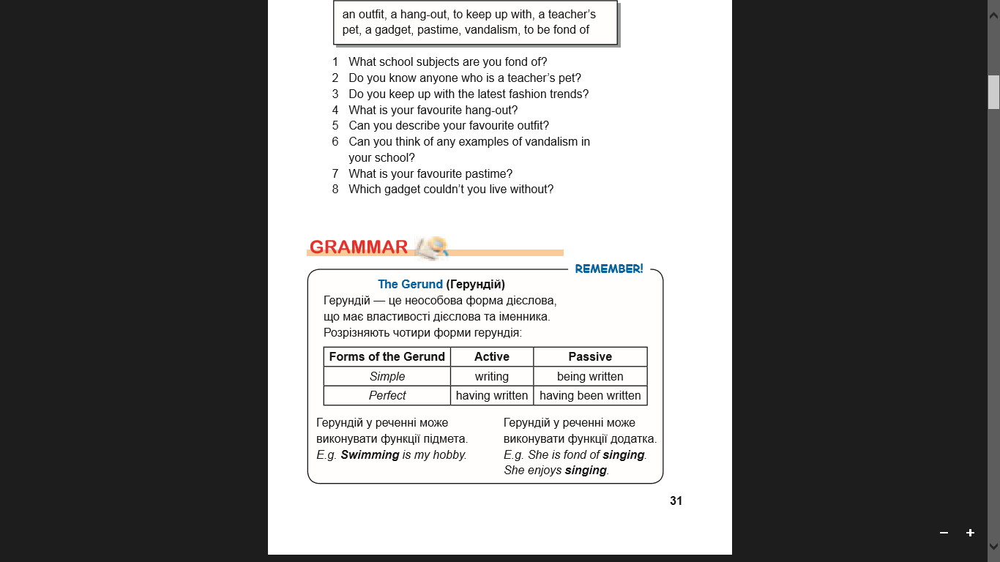 an outfit, a hang-out, to keep up with, a teacher’s
pet, a gadget, pastime, vandalism, to be fond of
1 What school subjects are you fond of?
2 Do you know anyone who is a teacher’s pet?
3 Do you keep up with the latest fashion trends?
4 What is your favourite hang-out?
5 Can you describe your favourite outfit?
6 Can you think of any examples of vandalism in
your school?
7 What is your favourite pastime?
8 Which gadget couldn’t you live without?
GRAMMAR
REMEMBER!
The Gerund (Герундій)
Герундій — це неособова форма дієслова,
що має властивості дієслова та іменника.
Розрізняють чотири форми герундія:
Forms of the Gerund Active Passive
Simple writing being written
Perfect having written having been written
Герундій у реченні може
виконувати функції підмета.
E.g. Swimming is my hobby.
Герундій у реченні може
виконувати функції додатка.
E.g. She is fond of singing.
She enjoys singing.
31